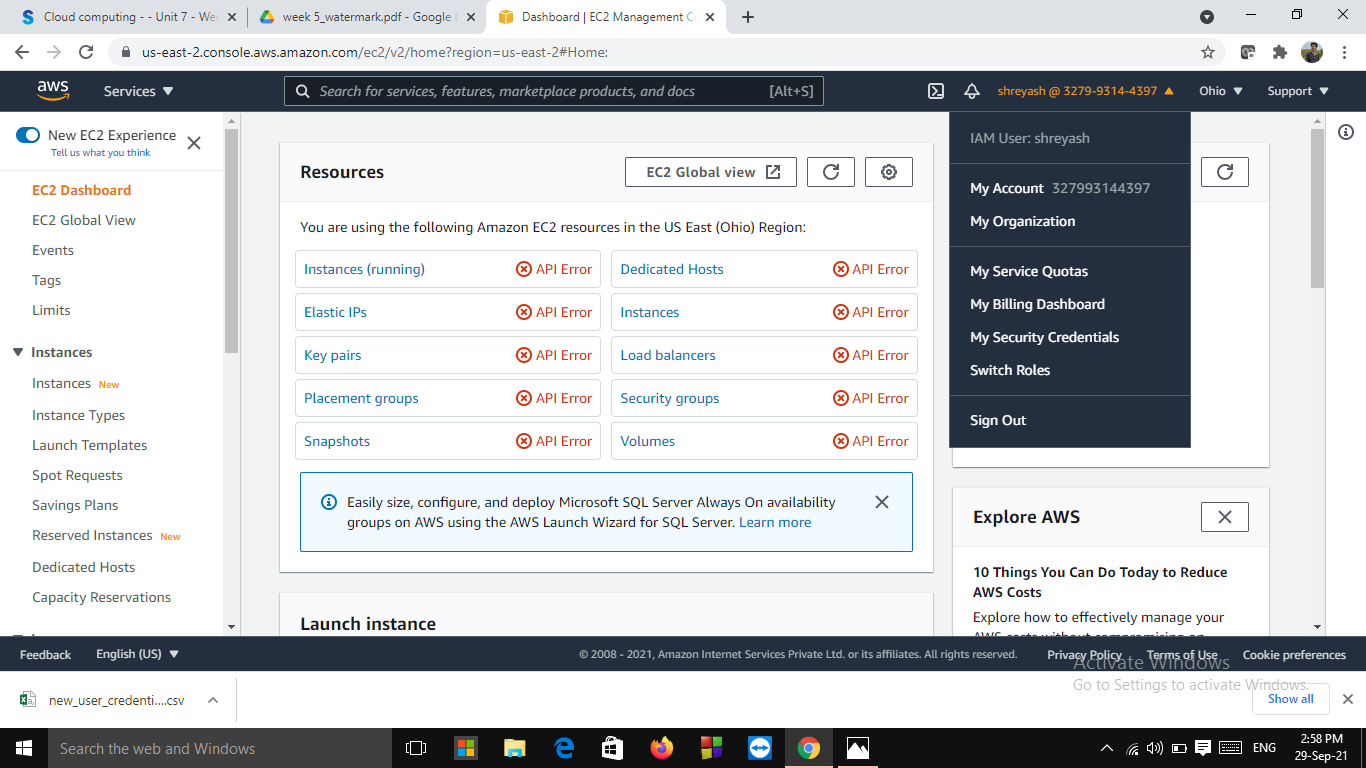 Cloud computing - - Unit 7 - We
week 5_watermark.pdf - Google D
Dashboard | EC2 Management C
us-east-2.console.aws.amazon.com/ec2/v2/home?region=us-east-2#Home:
aws
Services
Search for services, features, marketplace products, and docs
[Alt+S]
shreyash @ 3279-9314-4397
Ohio
Support
New EC2 Experience
Tell us what you think
EC2 Dashboard
EC2 Global View
Events
Tags
Limits
Instances
Instances New
Instance Types
Launch Templates
Spot Requests
Savings Plans
Reserved Instances New
Dedicated Hosts
Capacity Reservations
Resources
EC2 Global view
You are using the following Amazon EC2 resources in the US East (Ohio) Region:
Instances (running) API Error
Dedicated Hosts API Error
Elastic IPs API Error
Instances API Error
Key pairs API Error
Load balancers API Error
Placement groups API Error
Security groups API Error
Snapshots API Error
Volumes API Error
Easily size, configure, and deploy Microsoft SQL Server Always On availability
groups on AWS using the AWS Launch Wizard for SQL Server. Learn more
Launch instance
IAM User: shreyash
My Account 327993144397
My Organization
My Service Quotas
My Billing Dashboard
My Security Credentials
Switch Roles
Sign Out
Explore AWS
10 Things You Can Do Today to Reduce
AWS Costs
Explore how to effectively manage your
AWS costs without compromising on
Feedback
English (US)
© 2008 - 2021, Amazon Internet Services Private Ltd. or its affiliates. All rights reserved.
Privacy Policy
Terms of Use
Cookie preferences
Activate Windows
Go to Settings to activate Windows.
new_user_credenti....csv
Show all
Search the web and Windows
ENG
2:58 PM
29-Sep-21